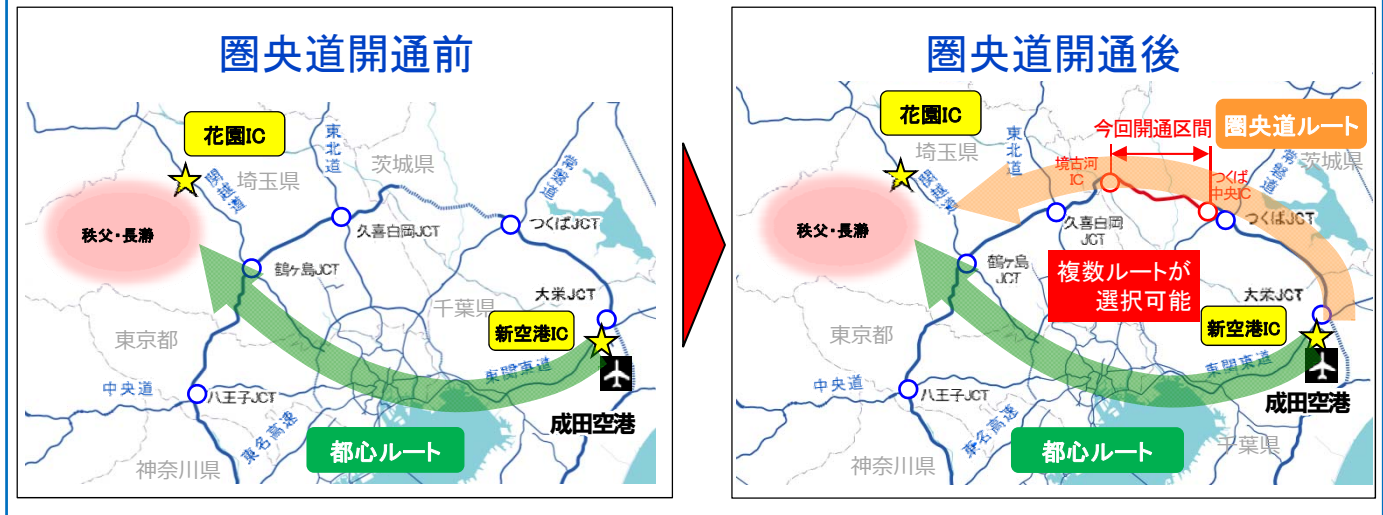 圏央道開通前
花園IC
東北道
茨城県
常磐道
関越道
埼玉県
秩父・長瀞
久喜白岡JCT
つくばJCT
鶴ヶ島JCT
大栄JCT
千葉県
新空港IC
東京都
東関東道
中央道
八王子JCT
成田空港
東名高速
都心ルート
神奈川県
圏央道開通後
今回開通区間
圏央道ルート
花園IC
東北道
常磐道
茨城県
埼玉県
関越道
境古河
IC
つくば
中央IC
秩父・長瀞
久喜白岡
JCT
つくばJCT
鶴ヶ島
JCT
複数ルートが
選択可能
大栄JCT
新空港IC
東京都
東関東道
中央道
八王子JCT
成田空港
東名高速
都心ルート
千葉県
神奈川県